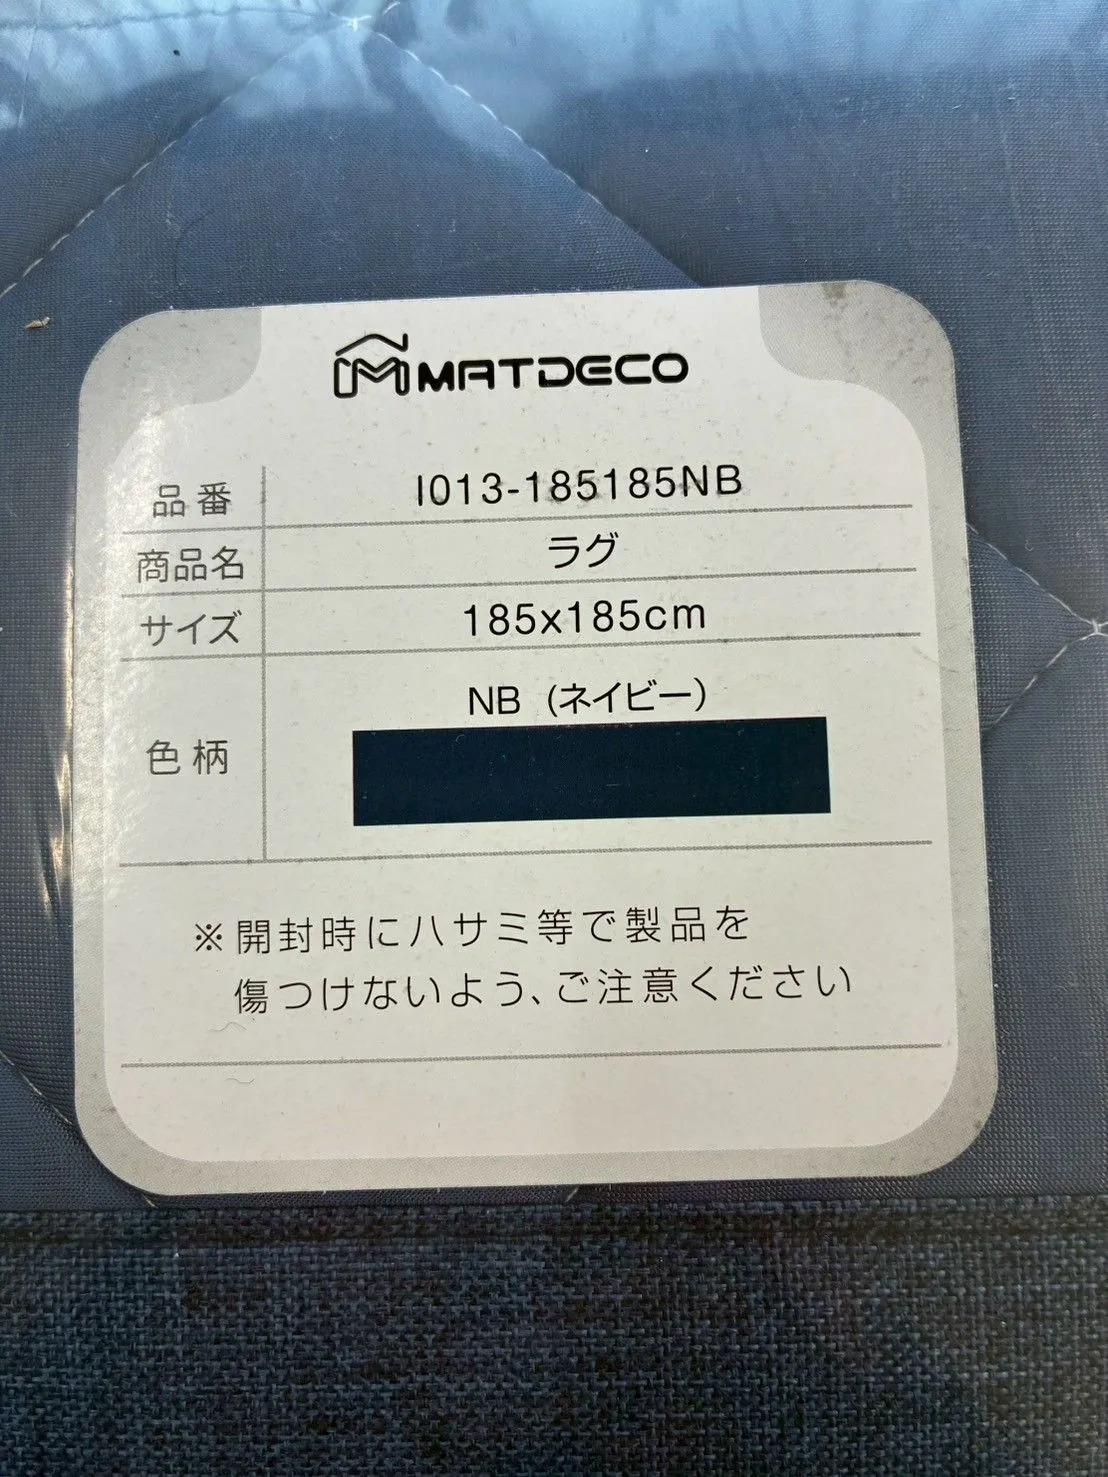 MATDECO
品番 I013-185185NB
商品名 ラグ
サイズ 185x185cm
色柄 NB (ネイビー)
※開封時にハサミ等で製品を
傷つけないよう、ご注意ください